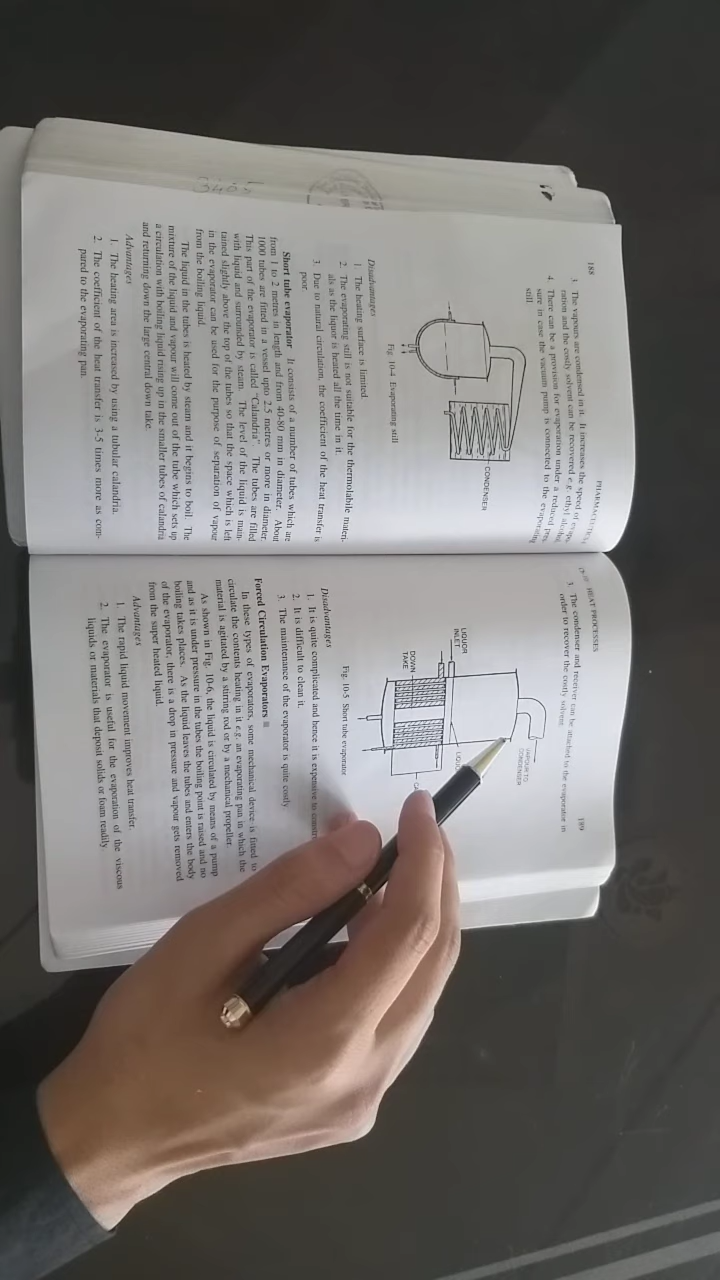 188
PHARMACEUTICS
3. The vapours are condensed in it. It increases the speed of evapo-
ration and the costly solvent can be recovered e.g. ethyl alcohol
4. There can be a provision for evaporation under a reduced pres-
sure in case the vacuum pump is connected to the evaporating
still
CONDENSER
Fig. 10-4 Evaporating still
Disadvantages
1. The heating surface is limited.
2. The evaporating still is not suitable for the thermolabile materi-
als as the liquor is heated all the time in it.
3. Due to natural circulation, the coefficient of the heat transfer is
poor
Short tube evaporator It consists of a number of tubes which are
from 1 to 2 metres in length and from 40-80 mm in diameter. About
1000 tubes are fitted in a vessel upto 2.5 metres or more in diameter.
This part of the evaporator is called "Calandria". The tubes are filled
with liquid and surrounded by steam. The level of the liquid is main-
tained slightly above the top of the tubes so that the space which is left
in the evaporator can be used for the purpose of separation of vapour
from the boiling liquid.
The liquid in the tubes is heated by steam and it begins to boil. The
mixture of the liquid and vapour will come out of the tube which sets up
a circulation with boiling liquid rising up in the smaller tubes of calandria
and returning down the large central down take.
Advantages
1. The heating area is increased by using a tubular calandria.
2. The coefficient of the heat transfer is 3-5 times more as com-
pared to the evaporating pan.
3465
HEAT PROCESSES
189
3. The condenser and receiver can be attached to the evaporator in
order to recover the costly solvent.
VAPOUR TO
CONDENSER
LIQUOR
INLET
DOWN
TAKE
Fig. 10-5 Short tube evaporator
Disadvantages
1. It is quite complicated and hence it is expensive to
2. It is difficult to clean it.
3. The maintenance of the evaporator is quite costly.
Forced Circulation Evaporators
In these types of evaporators, some mechanical device is fitted to
circulate the contents heating in it e.g. an evaporating pan in which the
material is agitated by a stirring rod or by a mechanical propeller.
As shown in Fig. 10-6, the liquid is circulated by means of a pump
and as it is under pressure in the tubes the boiling point is raised and no
boiling takes places. As the liquid leaves the tubes and enters the body
of the evaporator, there is a drop in pressure and vapour gets removed
from the super heated liquid.
Advantages
1. The rapid liquid movement improves heat transfer.
2. The evaporator is useful for the evaporation of the viscous
liquids or materials that deposit solids or foam readily.